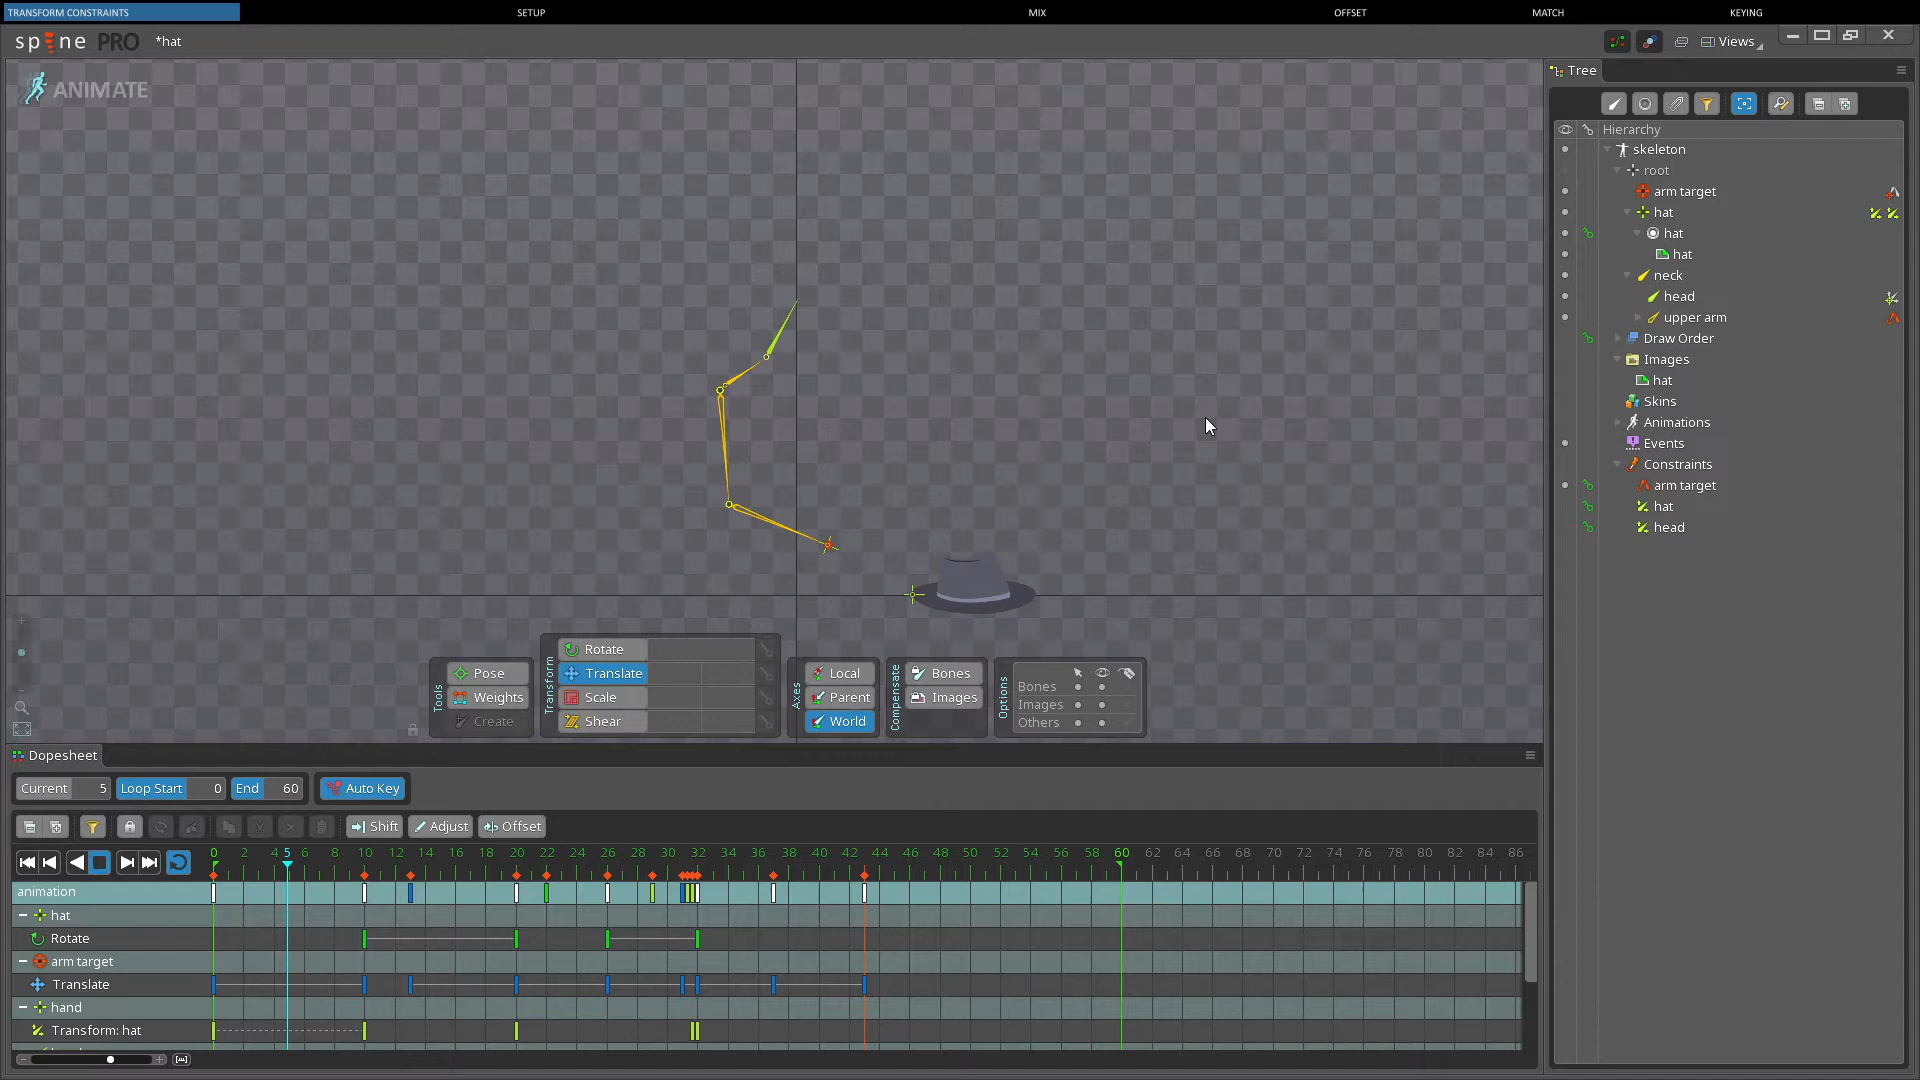 TRANSFORM CONSTRAINTS SETUP MIX OFFSET MATCH KEYING
spine PRO *hat Views
ANIMATE
Tree
Hierarchy
skeleton
root
arm target
hat
hat
hat
neck
head
upper arm
Draw Order
Images
hat
Skins
Animations
Events
Constraints
arm target
hat
head
Tools
Pose
Weights
Create
Transform
Rotate
Translate
Scale
Shear
Axes
Local
Parent
World
Compensate
Bones
Images
Options
Bones
Images
Others
Dopesheet
Current 5 Loop Start 0 End 60 Auto Key
Shift Adjust Offset
0 2 4 5 6 8 10 12 14 16 18 20 22 24 26 28 30 32 34 36 38 40 42 43 44 46 48 50 52 54 56 58 60 62 64 66 68 70 72 74 76 78 80 82 84 86
animation
hat
Rotate
arm target
Translate
hand
Transform: hat